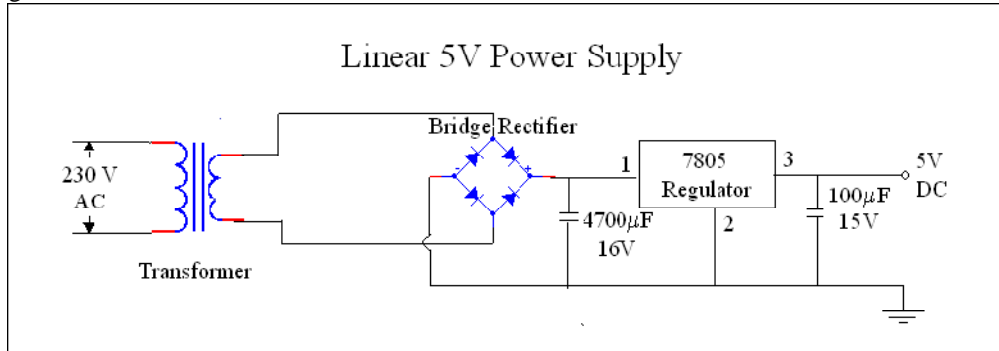 Linear 5V Power Supply
Bridge Rectifier
230 V
AC
Transformer
-
+
1
7805
Regulator
3
2
4700μF
16V
100μF
15V
5V
DC